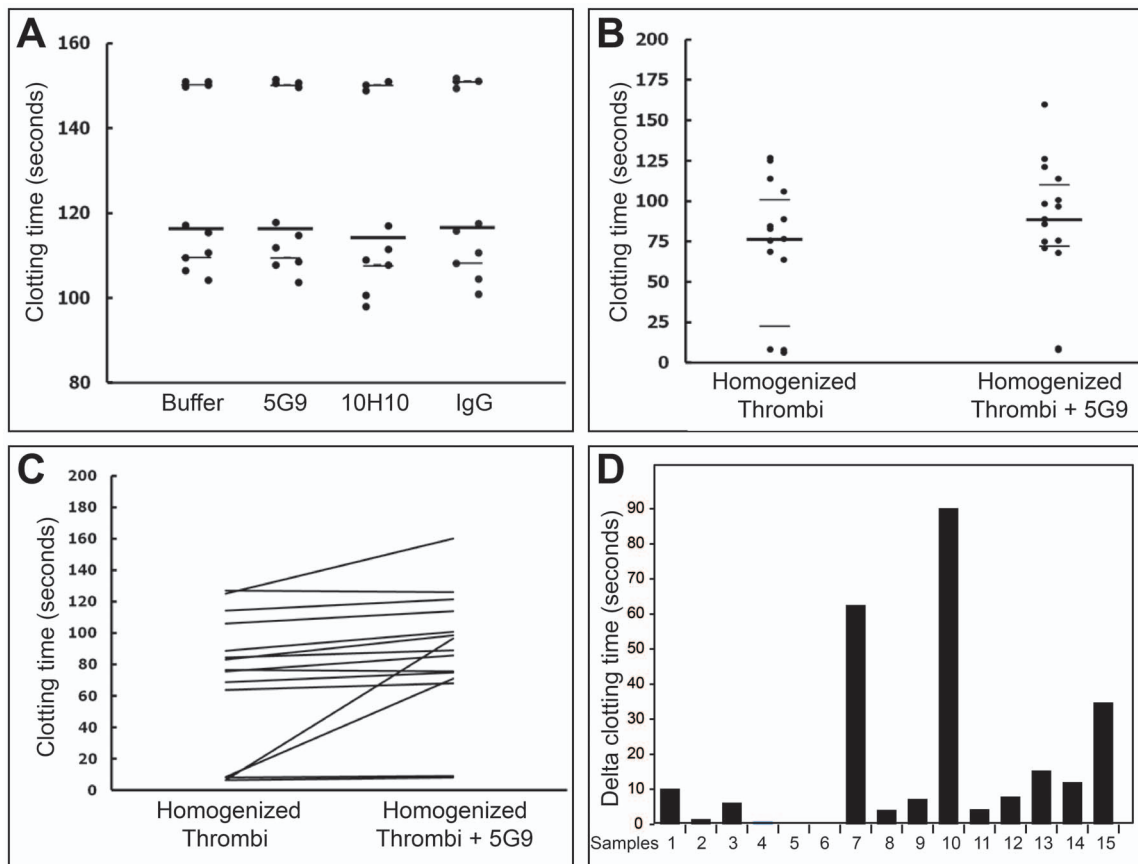 A
Clotting time (seconds)
160
140
120
100
80
Buffer 5G9 10H10 IgG
B
Clotting time (seconds)
200
175
150
125
100
75
50
25
0
Homogenized
Thrombi
Homogenized
Thrombi + 5G9
C
Clotting time (seconds)
200
180
160
140
120
100
80
60
40
20
0
Homogenized
Thrombi
Homogenized
Thrombi + 5G9
D
Delta clotting time (seconds)
90
80
70
60
50
40
30
20
10
0
Samples 1 2 3 4 5 6 7 8 9 10 11 12 13 14 15